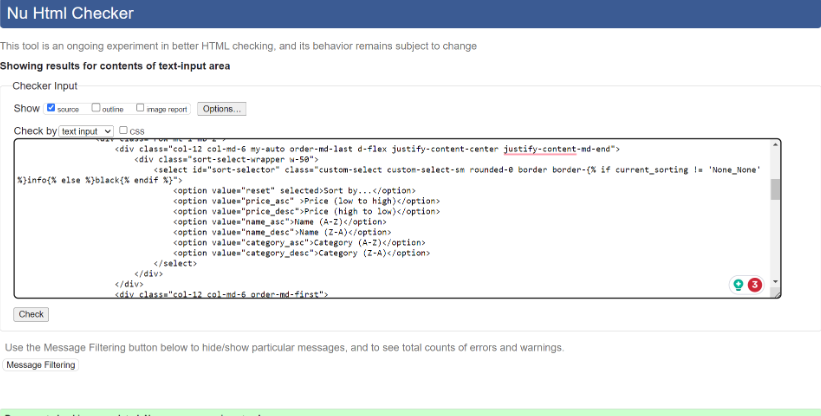 Nu Html Checker
This tool is an ongoing experiment in better HTML checking, and its behavior remains subject to change
Showing results for contents of text-input area
Checker Input
Show source outline image report Options...
Check by text input CSS
<div class="col-12 col-md-6 my-auto order-md-last d-flex justify-content-center justify-content-md-end">
<div class="sort-select-wrapper w-50">
<select id="sort-selector" class="custom-select custom-select-sm rounded-0 border border-{% if current_sorting != 'None_None'
%}info{% else %}black{% endif %}">
<option value="reset" selected>Sort by...</option>
<option value="price_asc" >Price (low to high)</option>
<option value="price_desc">Price (high to low)</option>
<option value="name_asc">Name (A-Z)</option>
<option value="name_desc">Name (Z-A)</option>
<option value="category_asc">Category (A-Z)</option>
<option value="category_desc">Category (Z-A)</option>
</select>
</div>
</div>
<div class="col-12 col-md-6 order-md-first">
3
Check
Use the Message Filtering button below to hide/show particular messages, and to see total counts of errors and warnings.
Message Filtering